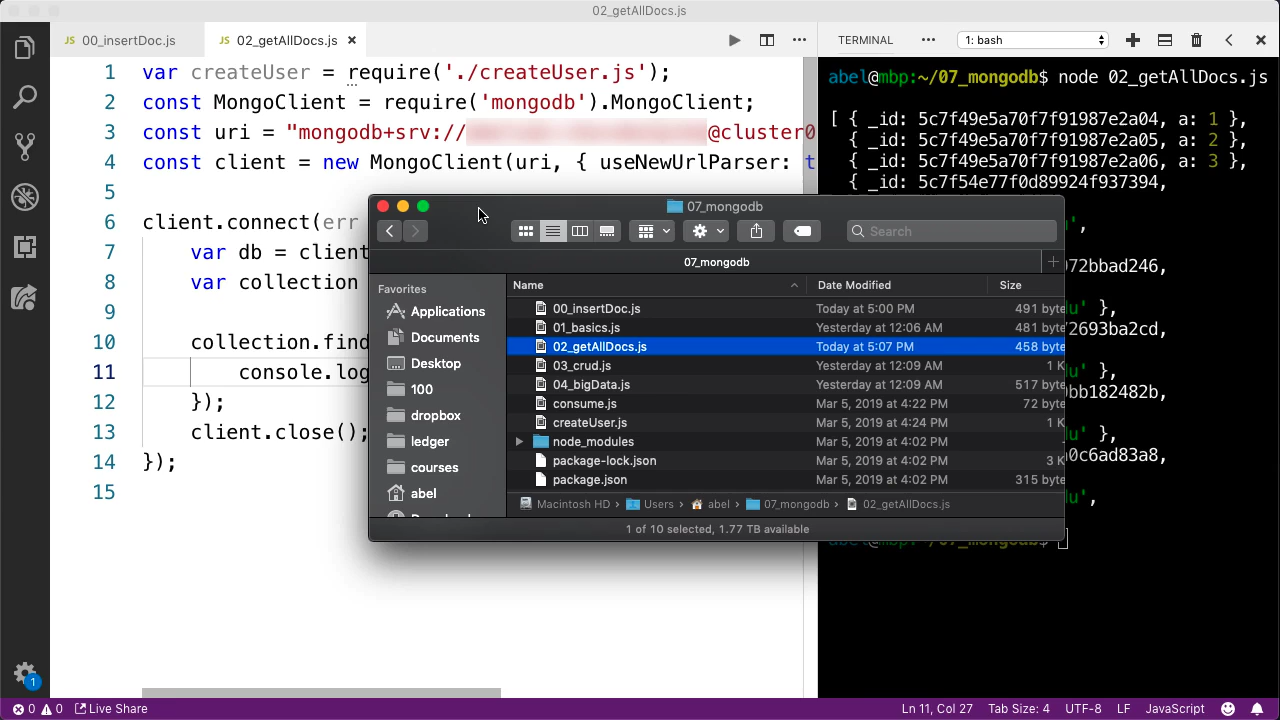 02_getAllDocs.js
JS 00_insertDoc.js
JS 02_getAllDocs.js
1 var createUser = require('./createUser.js');
2 const MongoClient = require('mongodb').MongoClient;
3 const uri = "mongodb+srv:// @cluster0
4 const client = new MongoClient(uri, { useNewUrlParser: t
5
6 client.connect(err
7 var db = client
8 var collection
9
10 collection.find
11 console.log
12 });
13 client.close();
14 });
15
TERMINAL
1: bash
abel@mbp:~/07_mongodb$ node 02_getAllDocs.js
[ { _id: 5c7f49e5a70f7f91987e2a04, a: 1 },
{ _id: 5c7f49e5a70f7f91987e2a05, a: 2 },
{ _id: 5c7f49e5a70f7f91987e2a06, a: 3 },
{ _id: 5c7f54e77f0d89924f937394,
',
072bbad246,
du' },
2693ba2cd,
du' },
0bb182482b,
du' },
0c6ad83a8,
du',
abel@mbp:~/07_mongodb$
07_mongodb
Search
07_mongodb
Favorites
Applications
Documents
Desktop
100
dropbox
ledger
courses
abel
Name Date Modified Size
00_insertDoc.js Today at 5:00 PM 491 byte
01_basics.js Yesterday at 12:06 AM 481 byte
02_getAllDocs.js Today at 5:07 PM 458 byte
03_crud.js Yesterday at 12:09 AM 1 K
04_bigData.js Yesterday at 12:09 AM 517 byte
consume.js Mar 5, 2019 at 4:22 PM 72 byte
createUser.js Mar 5, 2019 at 4:24 PM 1 K
node_modules Mar 5, 2019 at 4:02 PM
package-lock.json Mar 5, 2019 at 4:02 PM 3 K
package.json Mar 5, 2019 at 4:02 PM 315 byte
Macintosh HD › Users › abel › 07_mongodb › 02_getAllDocs.js
1 of 10 selected, 1.77 TB available
1
0 0 Live Share
Ln 11, Col 27 Tab Size: 4 UTF-8 LF JavaScript